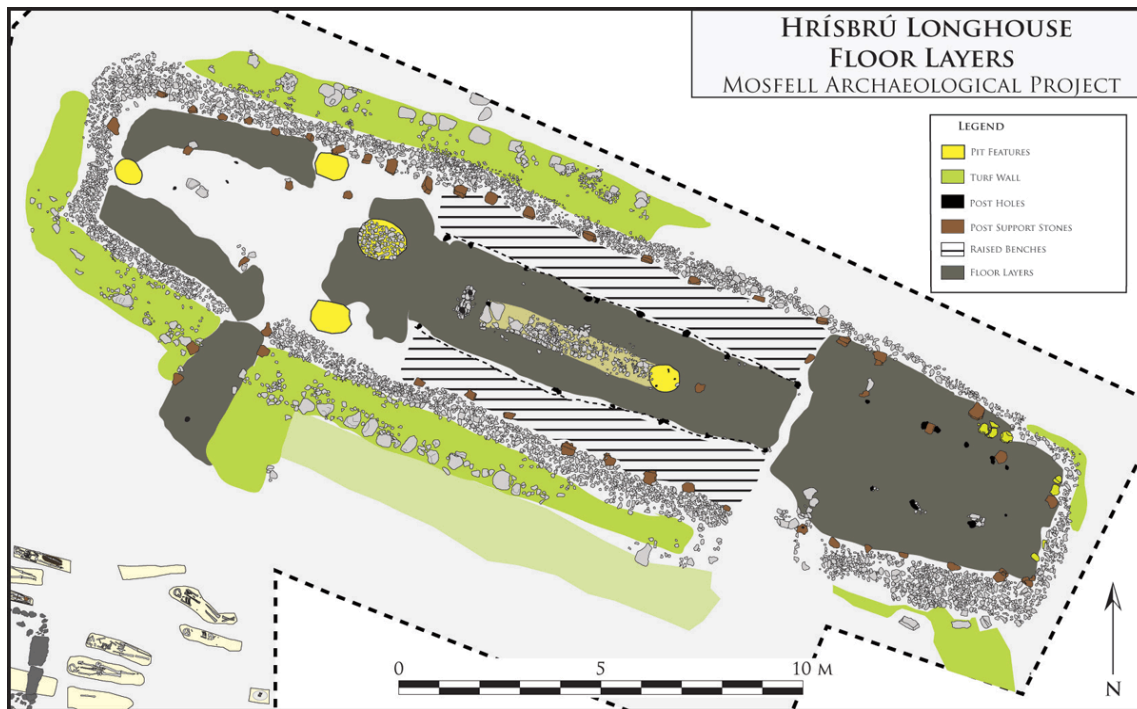 HRÍSBRÚ LONGHOUSE
FLOOR LAYERS
MOSFELL ARCHAEOLOGICAL PROJECT
LEGEND
PIT FEATURES
TURF WALL
POST HOLES
POST SUPPORT STONES
RAISED BENCHES
FLOOR LAYERS
0 5 10 M
N